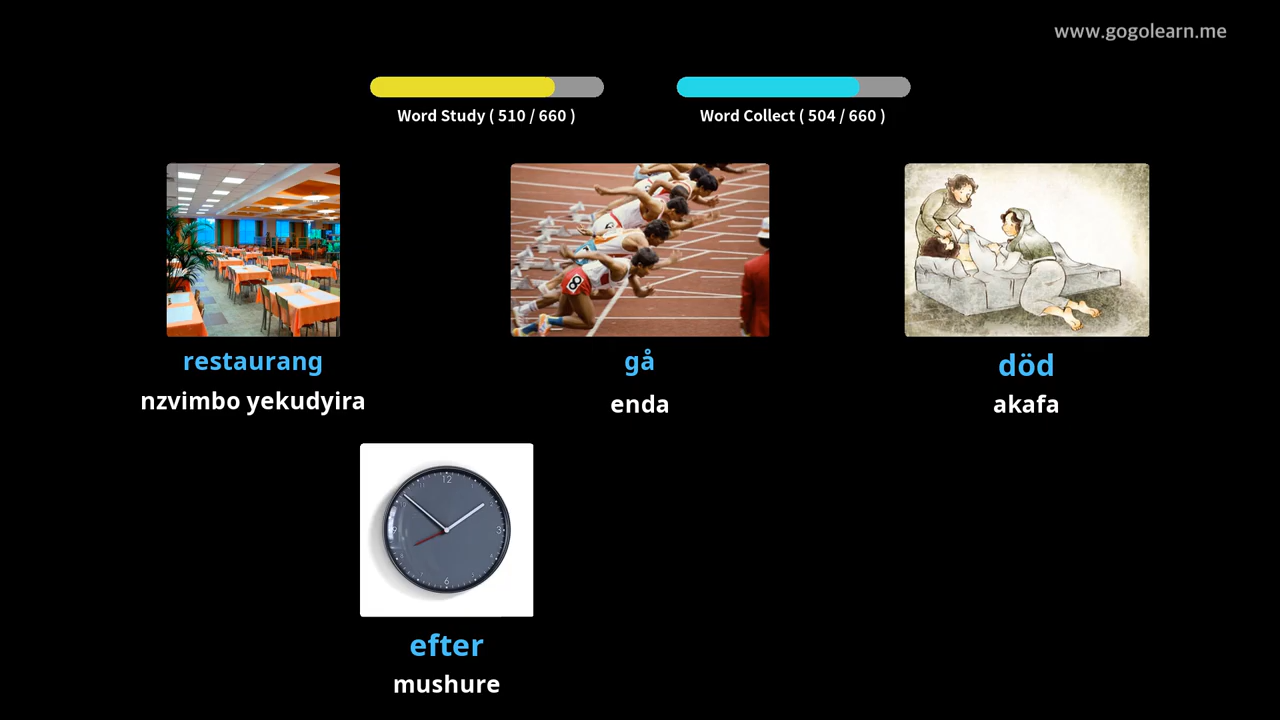 www.gogolearn.me
Word Study ( 510 / 660 )
Word Collect ( 504 / 660 )
restaurang
nzvimbo yekudyira
gå
enda
död
akafa
efter
mushure